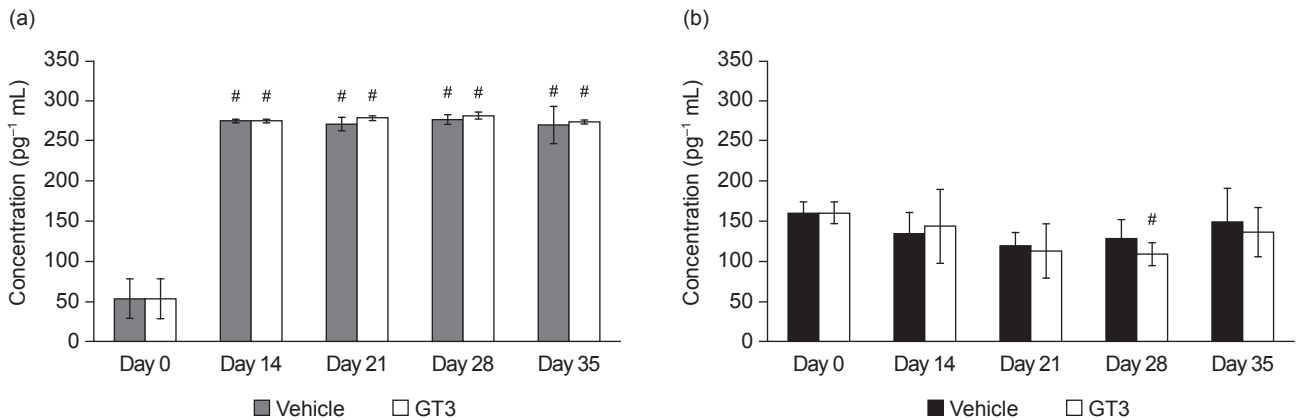 (a)
Concentration (pg⁻¹ mL)
350
300
250
200
150
100
50
0
# # # # # # # #
Day 0 Day 14 Day 21 Day 28 Day 35
Vehicle GT3
(b)
Concentration (pg⁻¹ mL)
350
300
250
200
150
100
50
0
#
Day 0 Day 14 Day 21 Day 28 Day 35
Vehicle GT3